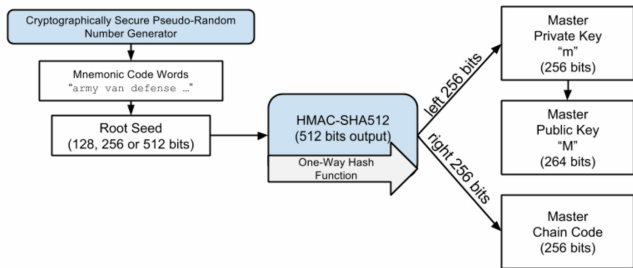 Cryptographically Secure Pseudo-Random
Number Generator
Mnemonic Code Words
“army van defense …”
Root Seed
(128, 256 or 512 bits)
HMAC-SHA512
(512 bits output)
One-Way Hash
Function
left 256 bits
right 256 bits
Master
Private Key
“m”
(256 bits)
Master
Public Key
“M”
(264 bits)
Master
Chain Code
(256 bits)